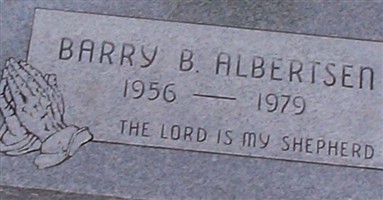 BARRY B. ALBERTSEN
1956 — 1979
THE LORD IS MY SHEPHERD